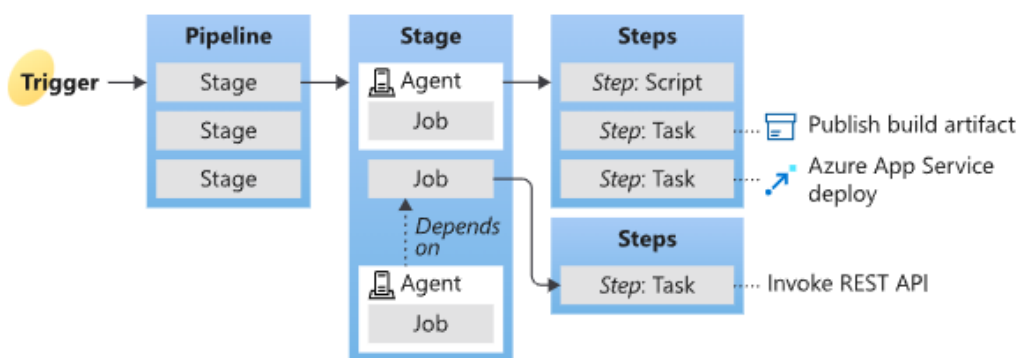 Trigger
Pipeline
Stage
Stage
Stage
Stage
Agent
Job
Job
Depends
on
Agent
Job
Steps
Step: Script
Step: Task
Publish build artifact
Step: Task
Azure App Service
deploy
Steps
Step: Task
Invoke REST API